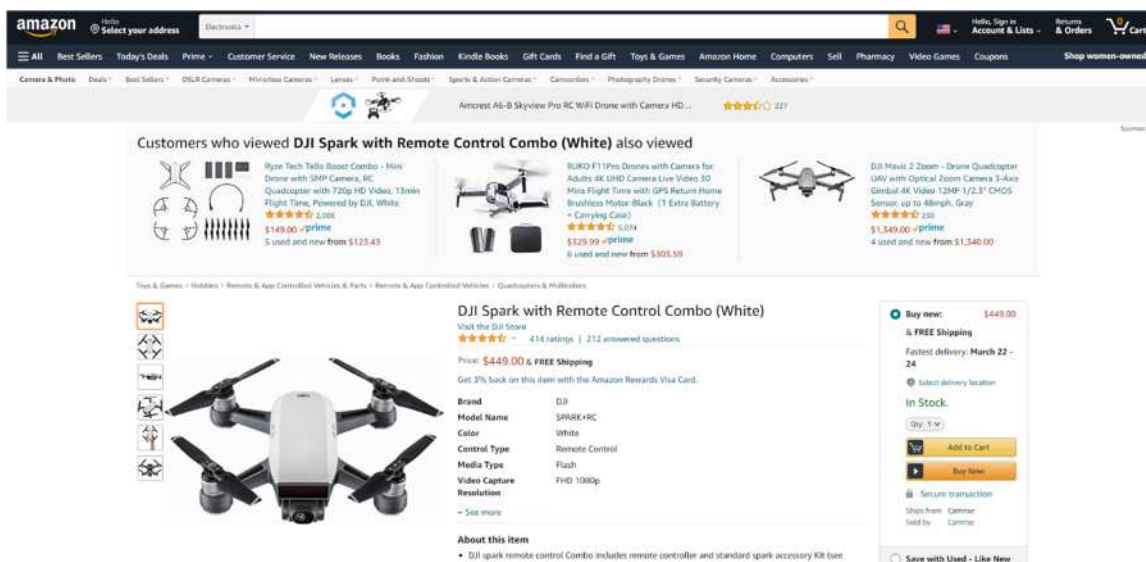 amazon
Hello
Select your address
Electronics
Hello, Sign in
Account & Lists
Returns
& Orders
0
Cart
All Best Sellers Today's Deals Prime Customer Service New Releases Books Fashion Kindle Books Gift Cards Find a Gift Toys & Games Amazon Home Computers Sell Pharmacy Video Games Coupons Shop women-owned
Camera & Photo Deals Best Sellers DSLR Cameras Mirrorless Cameras Lenses Point-and-Shoots Sports & Action Cameras Camcorders Photography Drones Security Cameras Accessories
Amcrest A6-B Skyview Pro RC WiFi Drone with Camera HD... 227
Customers who viewed DJI Spark with Remote Control Combo (White) also viewed
Ryze Tech Tello Boost Combo - Mini
Drone with 5MP Camera, RC
Quadcopter with 720p HD Video, 13min
Flight Time, Powered by DJI, White
$149.00 prime
5 used and new from $123.43
RUKO F11Pro Drones with Camera for
Adults 4K UHD Camera Live Video 30
Mins Flight Time with GPS Return Home
Brushless Motor-Black (1 Extra Battery
+ Carrying Case)
5,074
$329.99 prime
6 used and new from $303.59
DJI Mavic 2 Zoom - Drone Quadcopter
UAV with Optical Zoom Camera 3-Axis
Gimbal 4K Video 12MP 1/2.3" CMOS
Sensor, up to 48mph, Gray
230
$1,349.00 prime
4 used and new from $1,340.00
Toys & Games › Hobbies › Remote & App Controlled Vehicles & Parts › Remote & App Controlled Vehicles › Quadcopters & Multirotors
DJI Spark with Remote Control Combo (White)
Visit the DJI Store
414 ratings | 212 answered questions
Price: $449.00 & FREE Shipping
Get 3% back on this item with the Amazon Rewards Visa Card.
Brand DJI
Model Name SPARK+RC
Color White
Control Type Remote Control
Media Type Flash
Video Capture Resolution FHD 1080p
See more
About this item
• DJI spark remote control Combo includes remote controller and standard spark accessory Kit (see
Buy new: $449.00
& FREE Shipping
Fastest delivery: March 22 -
24
Select delivery location
In Stock.
Qty: 1
Add to Cart
Buy Now
Secure transaction
Ships from Camrise
Sold by Camrise
Save with Used - Like New